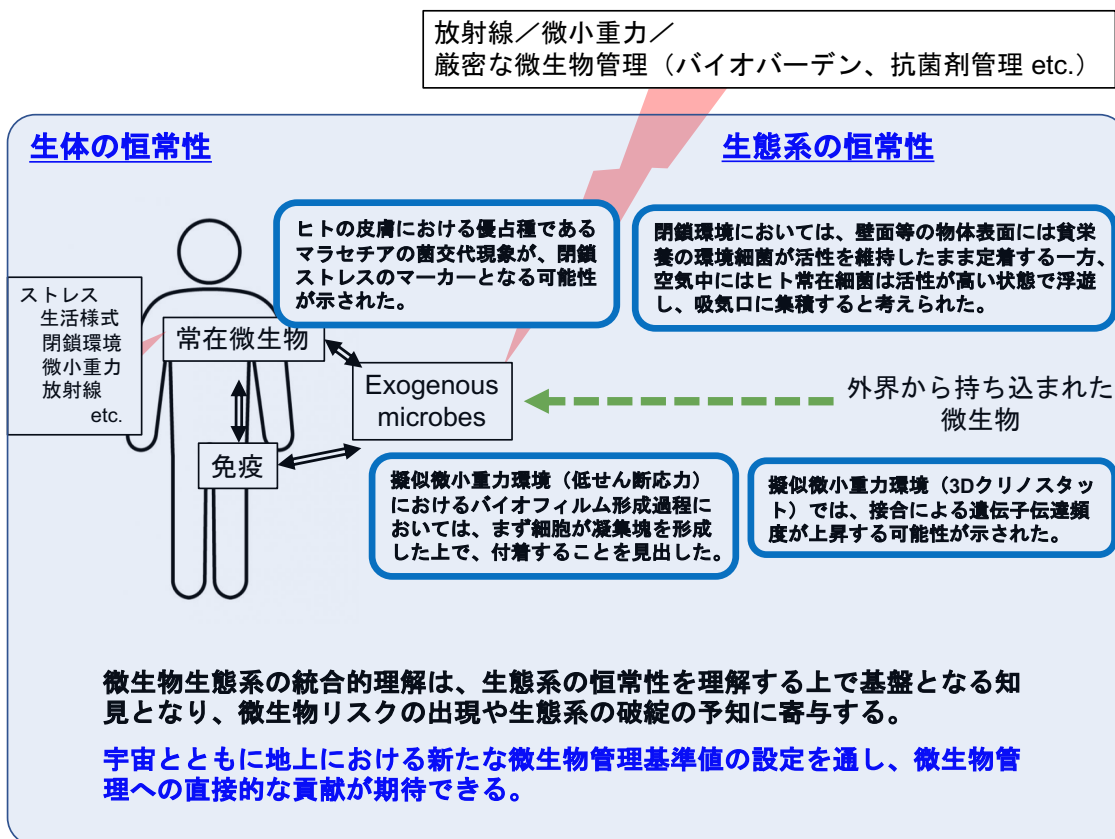 放射線／微小重力／
厳密な微生物管理（バイオバーデン、抗菌剤管理 etc.）
生体の恒常性
生態系の恒常性
ヒトの皮膚における優占種である
マラセチアの菌交代現象が、閉鎖
ストレスのマーカーとなる可能性
が示された。
閉鎖環境においては、壁面等の物体表面には貧栄
養の環境細菌が活性を維持したまま定着する一方、
空気中にはヒト常在細菌は活性が高い状態で浮遊
し、吸気口に集積すると考えられた。
ストレス
生活様式
閉鎖環境
微小重力
放射線
etc.
常在微生物
Exogenous
microbes
外界から持ち込まれた
微生物
免疫
擬似微小重力環境（低せん断応力）
におけるバイオフィルム形成過程に
おいては、まず細胞が凝集塊を形成
した上で、付着することを見出した。
擬似微小重力環境（3Dクリノスタッ
ト）では、接合による遺伝子伝達頻
度が上昇する可能性が示された。
微生物生態系の統合的理解は、生態系の恒常性を理解する上で基盤となる知
見となり、微生物リスクの出現や生態系の破綻の予知に寄与する。
宇宙とともに地上における新たな微生物管理基準値の設定を通し、微生物管
理への直接的な貢献が期待できる。